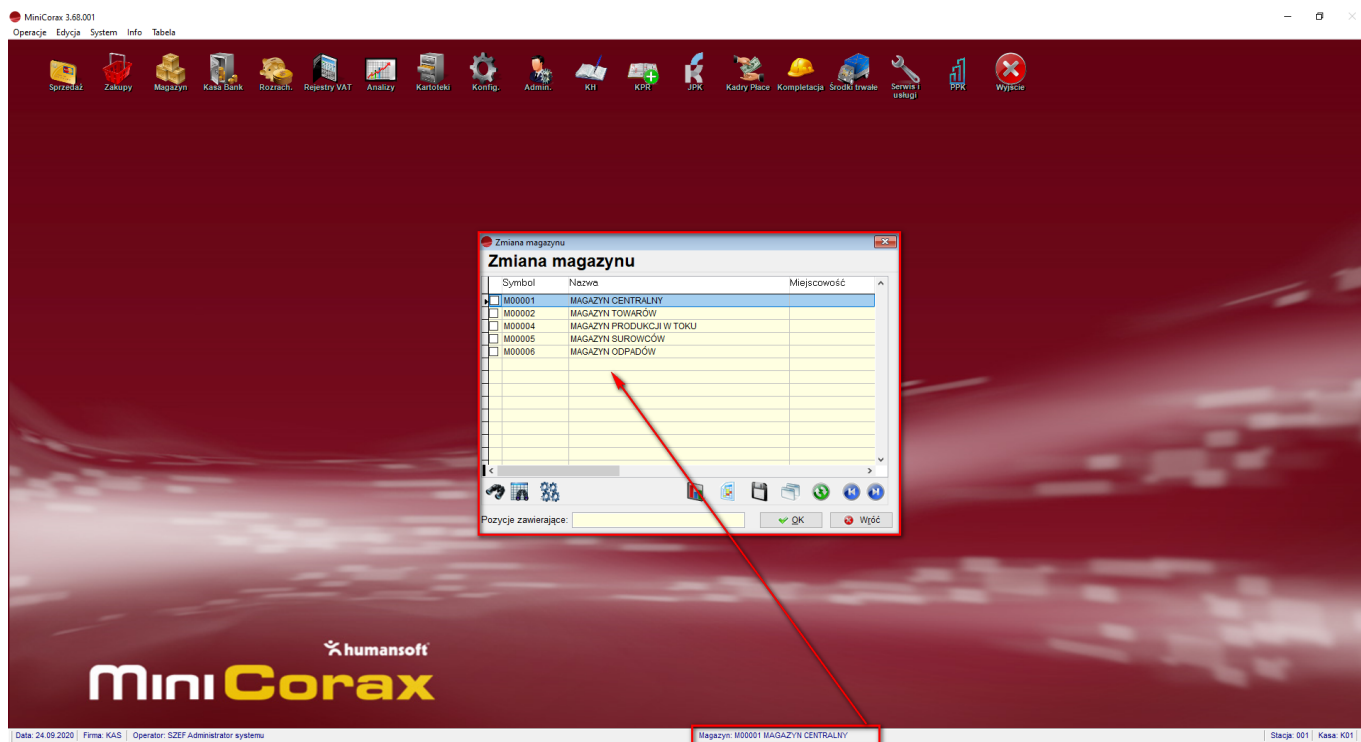 MiniCorax 3.68.001
Operacje Edycja System Info Tabela
Sprzedaż Zakupy Magazyn Kasa Bank Rozrach. Rejestry VAT Analizy Kartoteki Konfig. Admin. KH KPR JPK Kadry Płace Kompletacja Środki trwałe Serwis i usługi PPK Wyjście
Zmiana magazynu
Zmiana magazynu
Symbol Nazwa Miejscowość
M00001 MAGAZYN CENTRALNY
M00002 MAGAZYN TOWARÓW
M00004 MAGAZYN PRODUKCJI W TOKU
M00005 MAGAZYN SUROWCÓW
M00006 MAGAZYN ODPADÓW
Pozycje zawierające: OK Wróć
humansoft
Mini Corax
Data: 24.09.2020 Firma: KAS Operator: SZEF Administrator systemu Magazyn: M00001 MAGAZYN CENTRALNY Stacja: 001 Kasa: K01